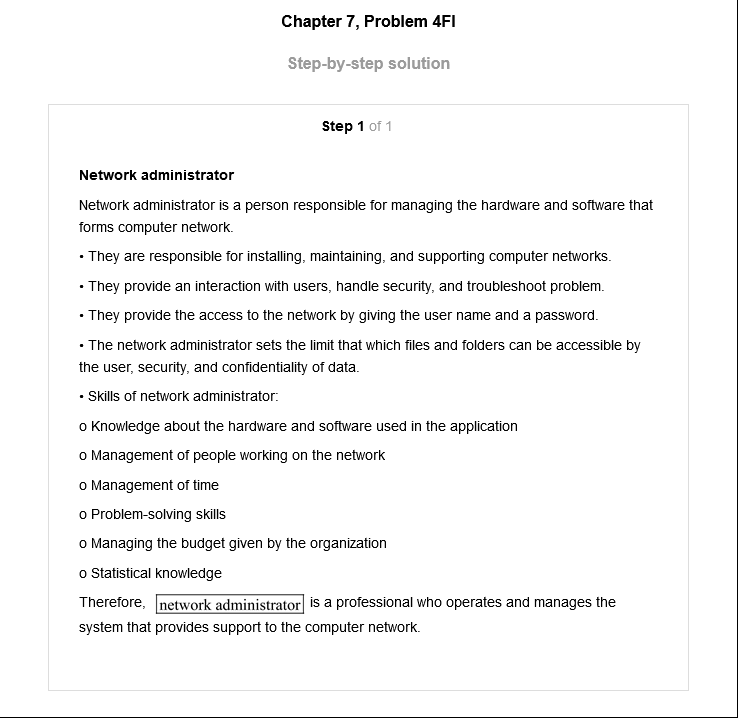 Chapter 7, Problem 4FI
Step-by-step solution
Step 1 of 1
Network administrator
Network administrator is a person responsible for managing the hardware and software that
forms computer network.
• They are responsible for installing, maintaining, and supporting computer networks.
• They provide an interaction with users, handle security, and troubleshoot problem.
• They provide the access to the network by giving the user name and a password.
• The network administrator sets the limit that which files and folders can be accessible by
the user, security, and confidentiality of data.
• Skills of network administrator:
o Knowledge about the hardware and software used in the application
o Management of people working on the network
o Management of time
o Problem-solving skills
o Managing the budget given by the organization
o Statistical knowledge
Therefore, network administrator is a professional who operates and manages the
system that provides support to the computer network.